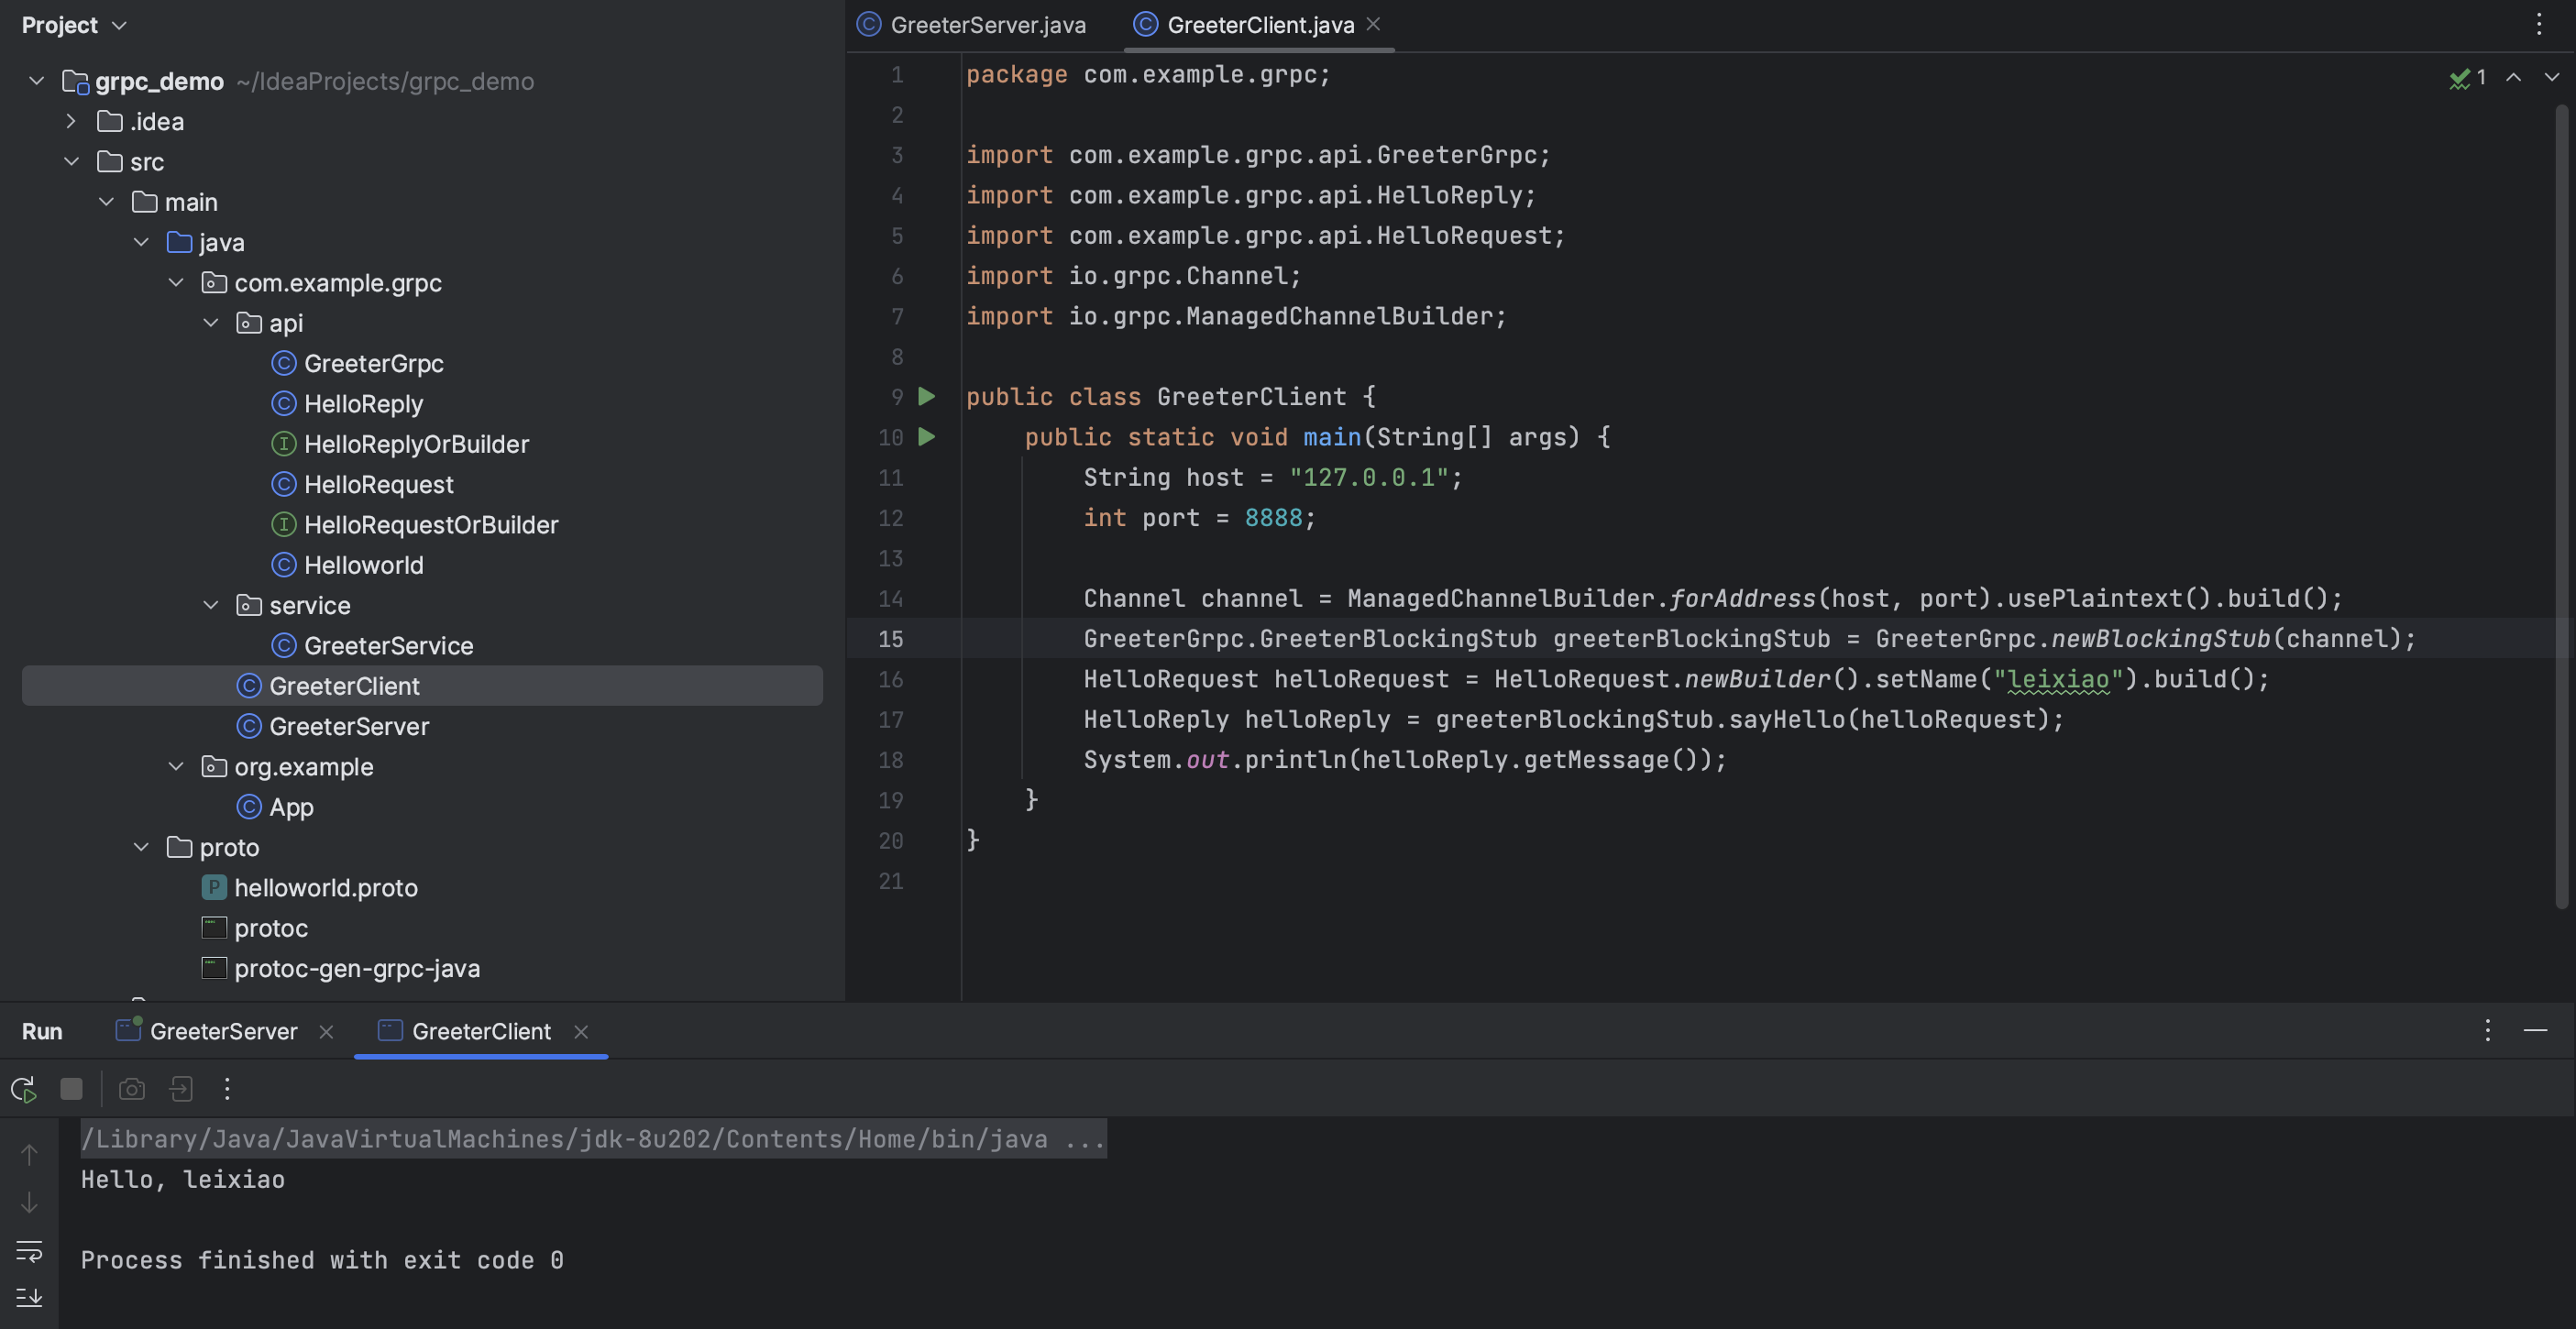 Project
grpc_demo ~/IdeaProjects/grpc_demo
.idea
src
main
java
com.example.grpc
api
GreeterGrpc
HelloReply
HelloReplyOrBuilder
HelloRequest
HelloRequestOrBuilder
Helloworld
service
GreeterService
GreeterClient
GreeterServer
org.example
App
proto
helloworld.proto
protoc
protoc-gen-grpc-java
GreeterServer.java GreeterClient.java
1
1 package com.example.grpc;
2
3 import com.example.grpc.api.GreeterGrpc;
4 import com.example.grpc.api.HelloReply;
5 import com.example.grpc.api.HelloRequest;
6 import io.grpc.Channel;
7 import io.grpc.ManagedChannelBuilder;
8
9 public class GreeterClient {
10 public static void main(String[] args) {
11 String host = "127.0.0.1";
12 int port = 8888;
13
14 Channel channel = ManagedChannelBuilder.forAddress(host, port).usePlaintext().build();
15 GreeterGrpc.GreeterBlockingStub greeterBlockingStub = GreeterGrpc.newBlockingStub(channel);
16 HelloRequest helloRequest = HelloRequest.newBuilder().setName("leixiao").build();
17 HelloReply helloReply = greeterBlockingStub.sayHello(helloRequest);
18 System.out.println(helloReply.getMessage());
19 }
20 }
21
Run GreeterServer GreeterClient
/Library/Java/JavaVirtualMachines/jdk-8u202/Contents/Home/bin/java ...
Hello, leixiao
Process finished with exit code 0